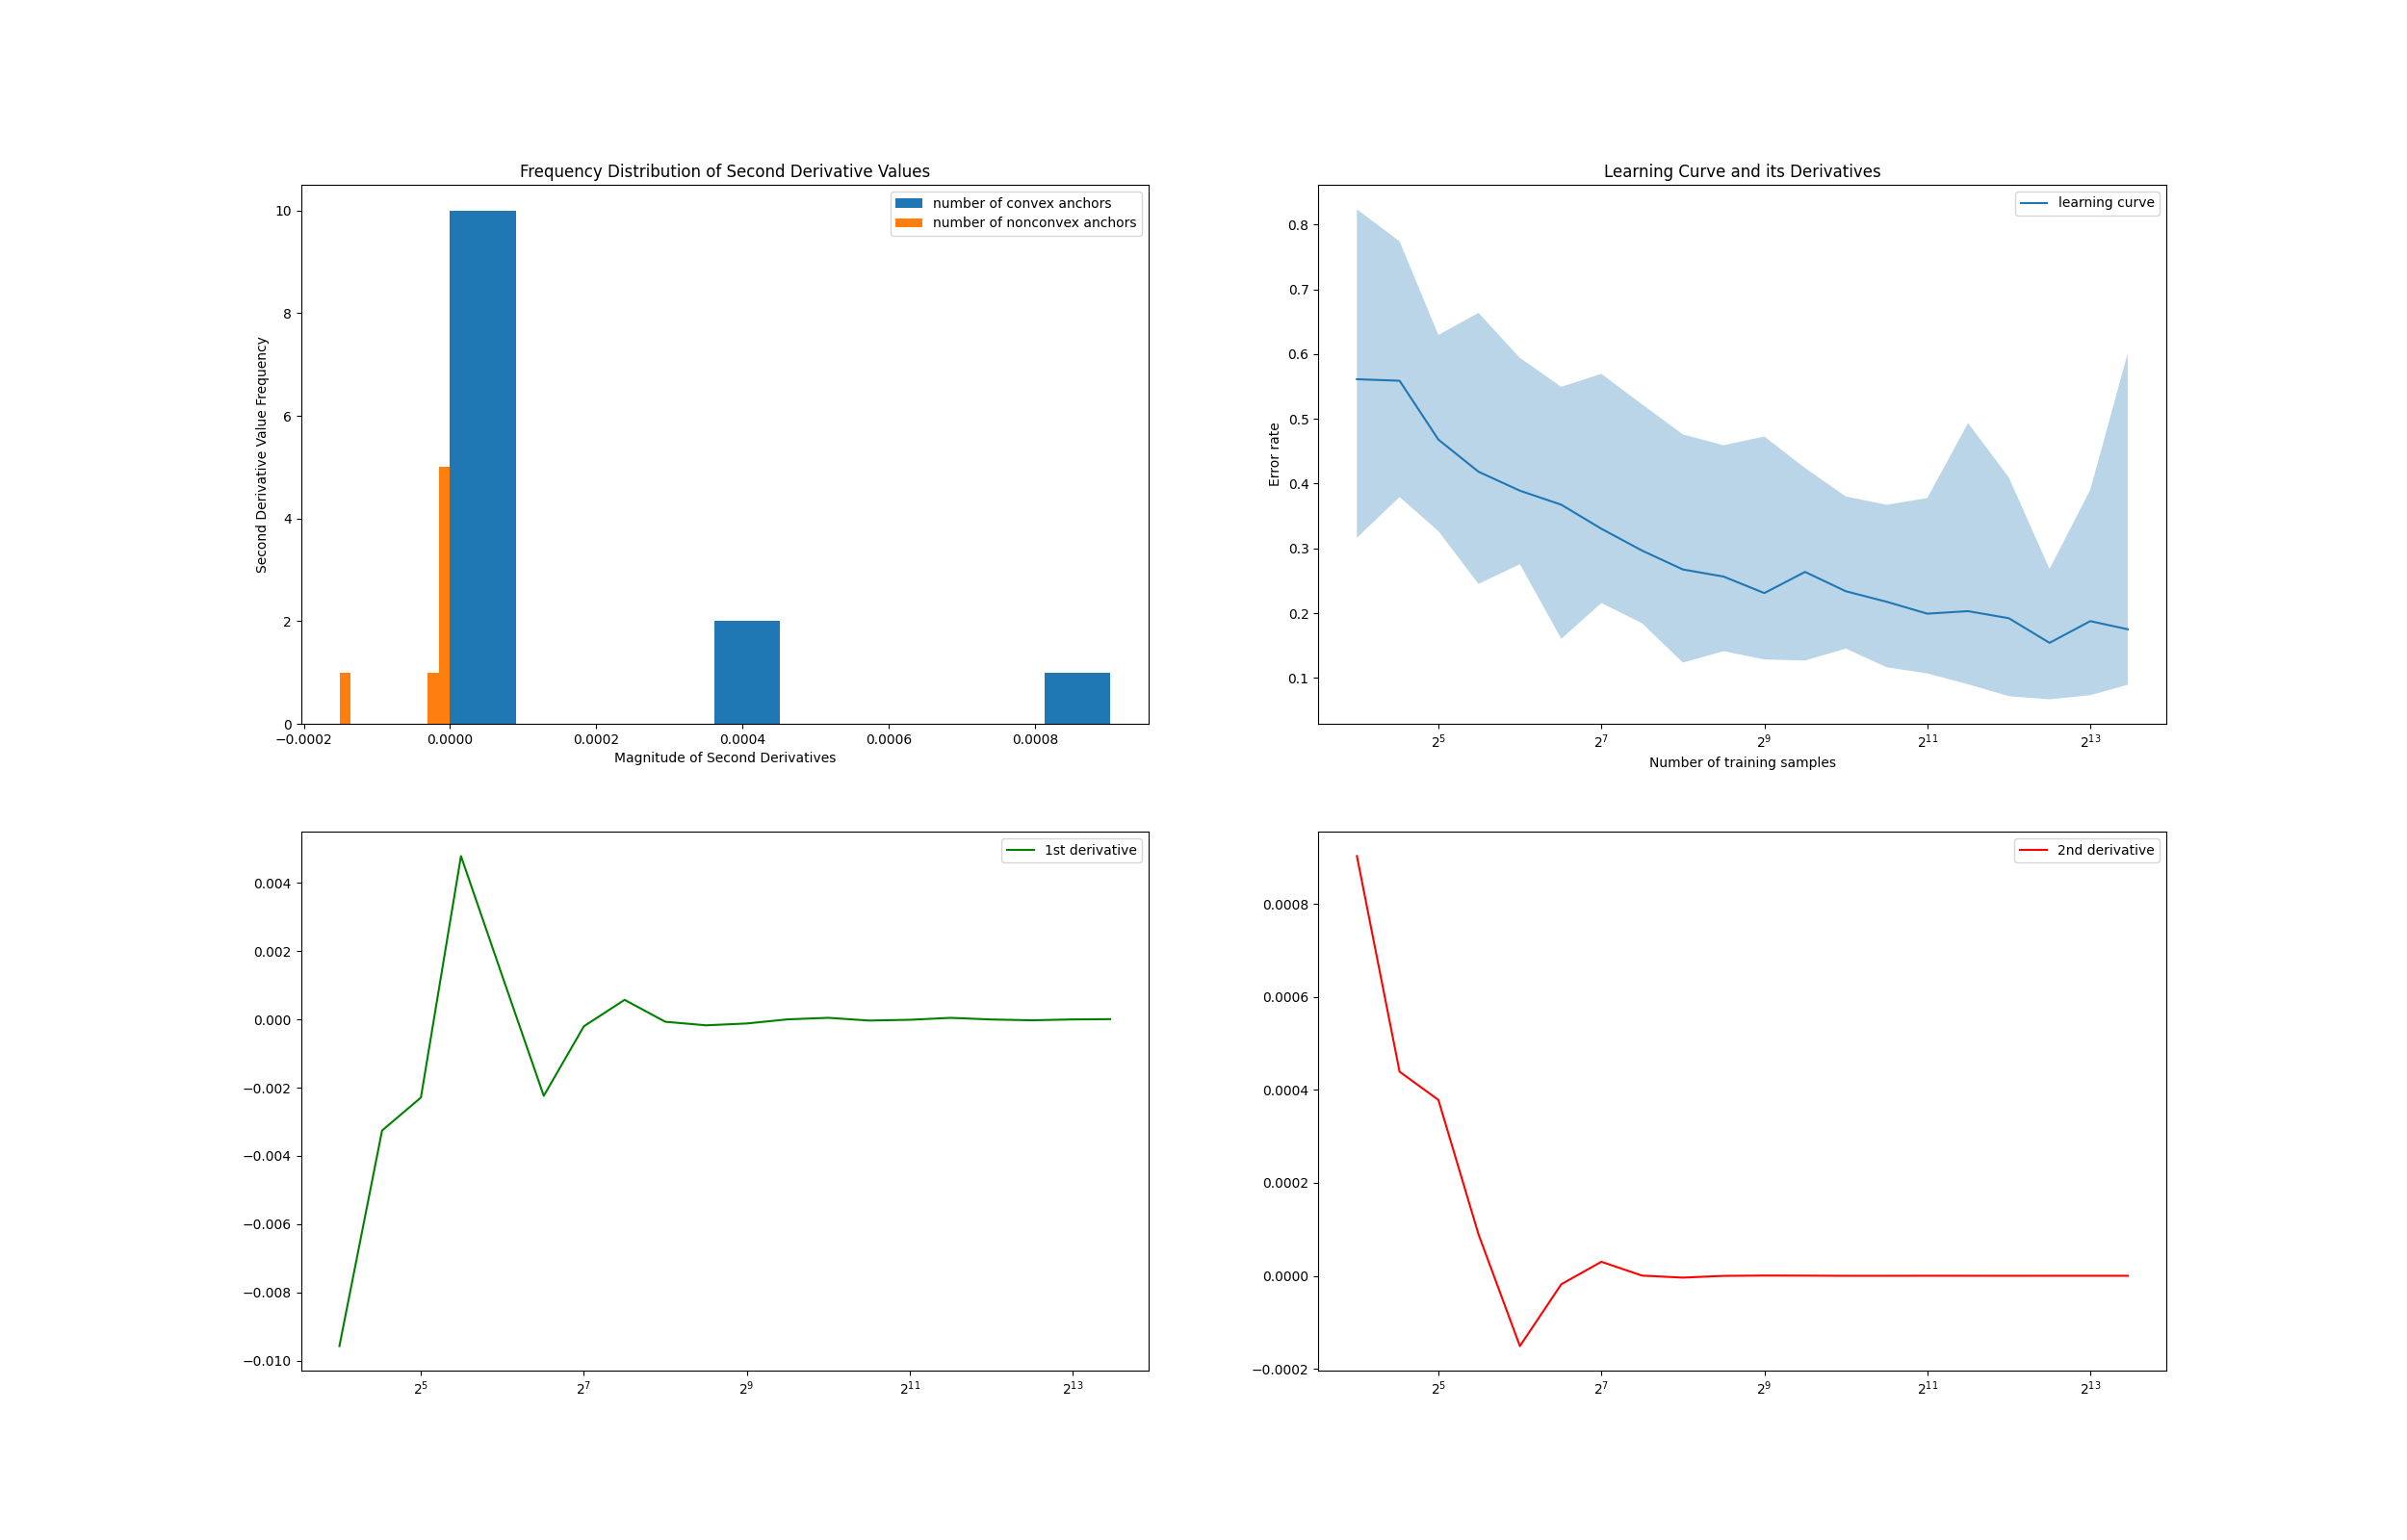 Frequency Distribution of Second Derivative Values
number of convex anchors
number of nonconvex anchors
10
8
6
4
2
0
Second Derivative Value Frequency
−0.0002 0.0000 0.0002 0.0004 0.0006 0.0008
Magnitude of Second Derivatives
Learning Curve and its Derivatives
learning curve
0.8
0.7
0.6
0.5
0.4
0.3
0.2
0.1
Error rate
2^5 2^7 2^9 2^11 2^13
Number of training samples
1st derivative
0.004
0.002
0.000
−0.002
−0.004
−0.006
−0.008
−0.010
2^5 2^7 2^9 2^11 2^13
2nd derivative
0.0008
0.0006
0.0004
0.0002
0.0000
−0.0002
2^5 2^7 2^9 2^11 2^13